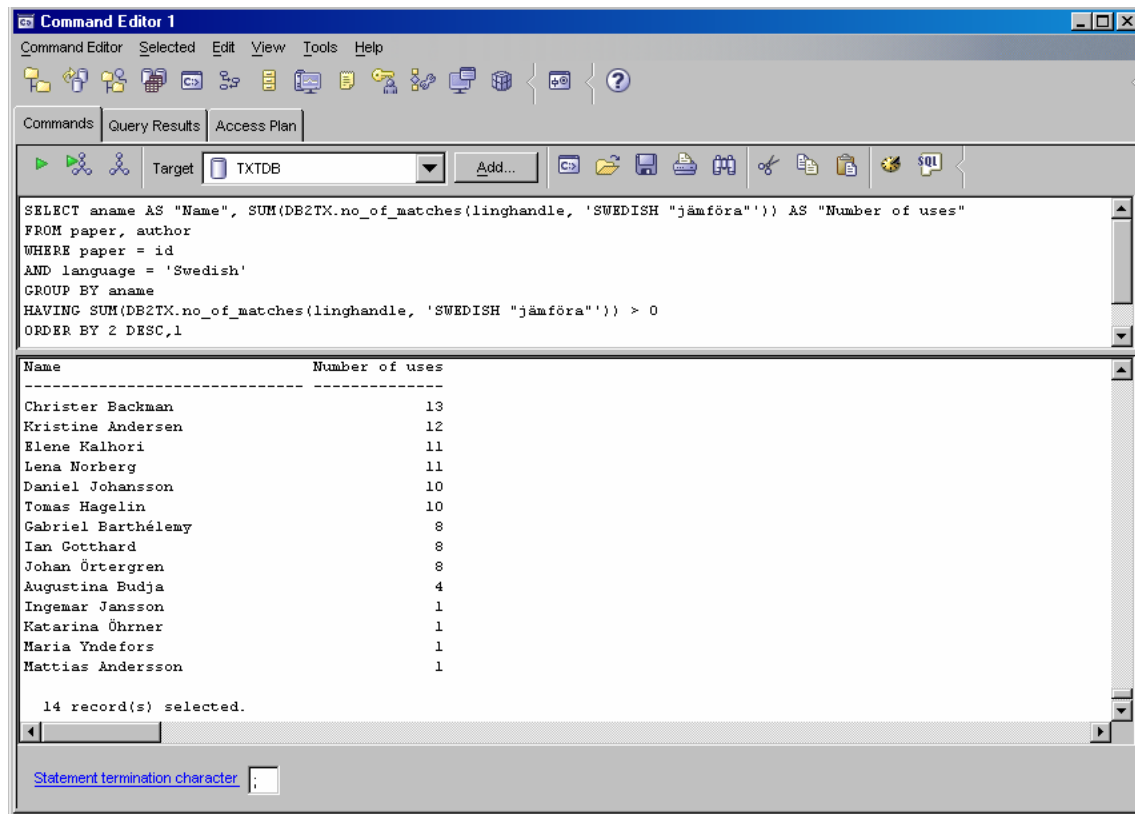 Command Editor 1
Command Editor Selected Edit View Tools Help
Commands Query Results Access Plan
Target TXTDB Add... SQL
SELECT aname AS "Name", SUM(DB2TX.no_of_matches(linghandle, 'SWEDISH "jämföra"')) AS "Number of uses"
FROM paper, author
WHERE paper = id
AND language = 'Swedish'
GROUP BY aname
HAVING SUM(DB2TX.no_of_matches(linghandle, 'SWEDISH "jämföra"')) > 0
ORDER BY 2 DESC,1
Name Number of uses
------------------------------ --------------
Christer Backman 13
Kristine Andersen 12
Elene Kalhori 11
Lena Norberg 11
Daniel Johansson 10
Tomas Hagelin 10
Gabriel Barthélemy 8
Ian Gotthard 8
Johan Örtergren 8
Augustina Budja 4
Ingemar Jansson 1
Katarina Öhrner 1
Maria Yndefors 1
Mattias Andersson 1
14 record(s) selected.
Statement termination character ;